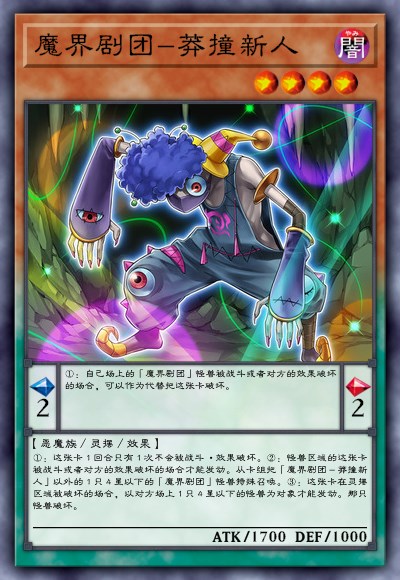 魔界剧团-莽撞新人
やみ
闇
①：自己场上的「魔界剧团」怪兽被战斗或者对方的效果破坏
的场合，可以作为代替把这张卡破坏。
2
2
【恶魔族／灵摆／效果】
①：这张卡1回合只有1次不会被战斗·效果破坏。②：怪兽区域的这张卡
被战斗或者对方的效果破坏的场合才能发动。从卡组把「魔界剧团-莽撞新
人」以外的1只4星以下的「魔界剧团」怪兽特殊召唤。③：这张卡在灵摆
区域被破坏的场合，以对方场上1只4星以下的怪兽为对象才能发动。那只
怪兽破坏。
ATK/1700 DEF/1000